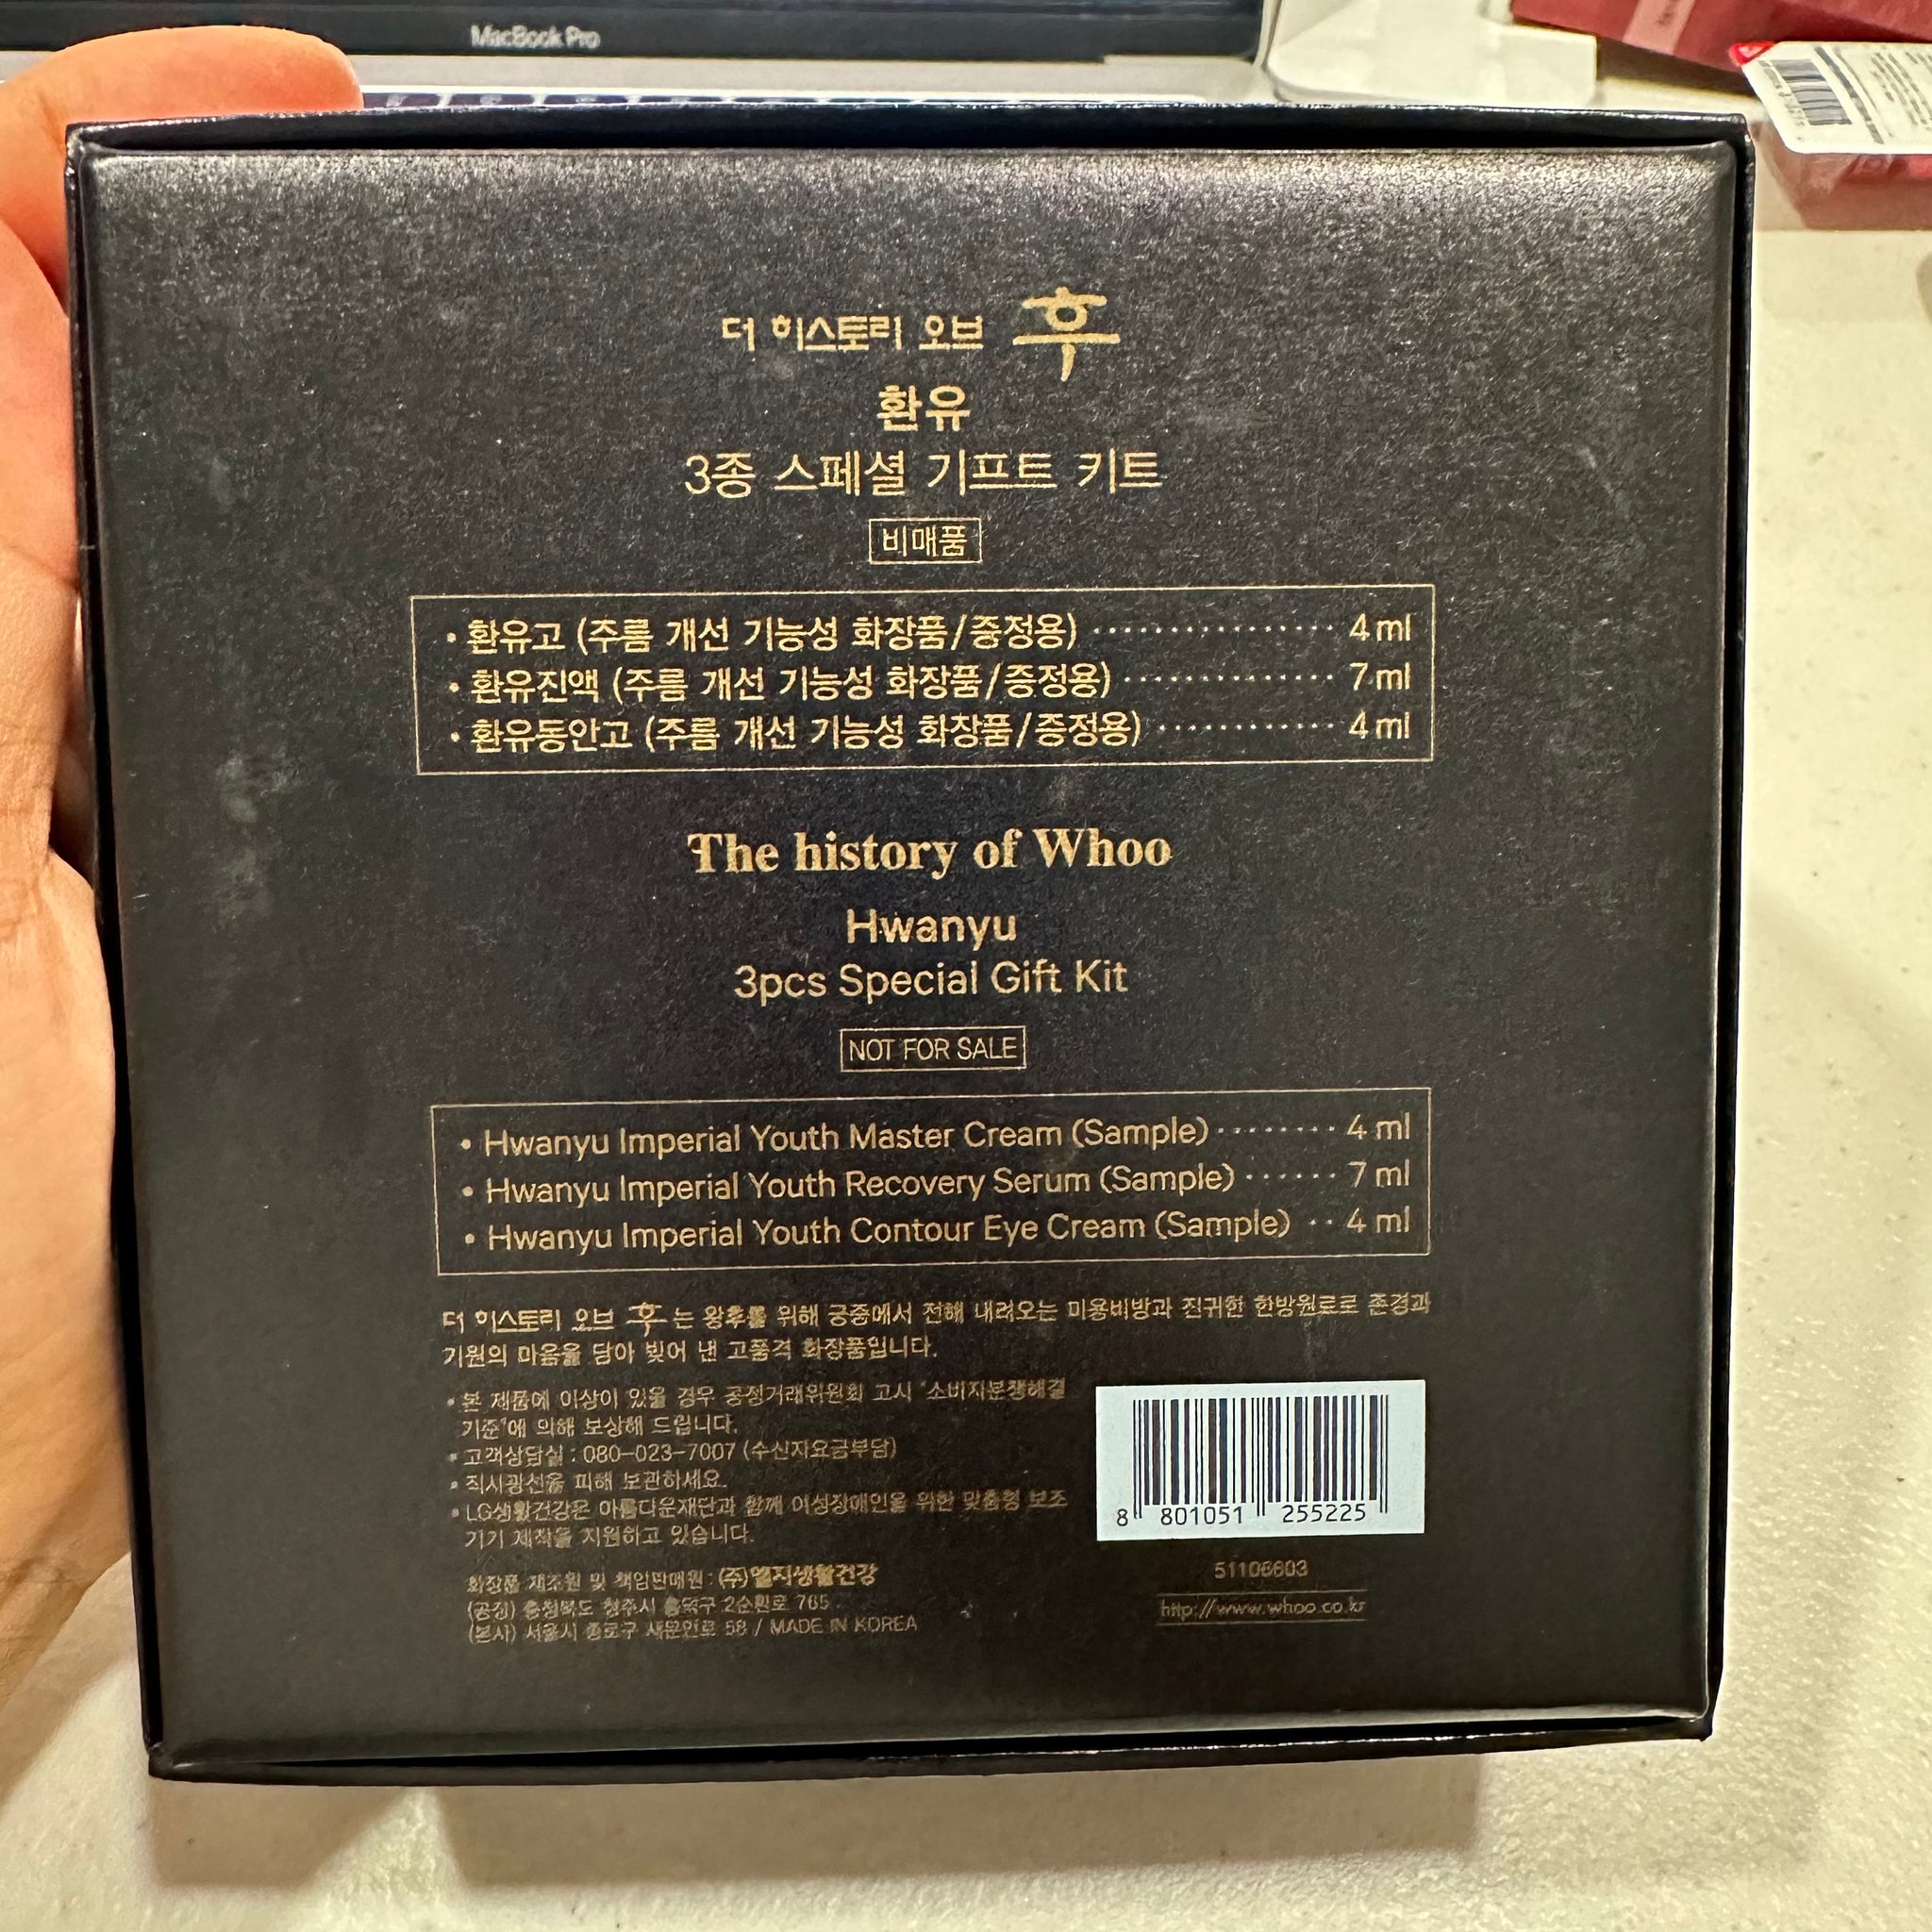 MacBook Pro
더 히스토리 오브 후
환유
3종 스페셜 기프트 키트
비매품
• 환유고 (주름 개선 기능성 화장품/증정용) ················ 4 ml
• 환유진액 (주름 개선 기능성 화장품/증정용) ·············· 7 ml
• 환유동안고 (주름 개선 기능성 화장품/증정용) ············ 4 ml
The history of Whoo
Hwanyu
3pcs Special Gift Kit
NOT FOR SALE
• Hwanyu Imperial Youth Master Cream (Sample) ········ 4 ml
• Hwanyu Imperial Youth Recovery Serum (Sample) ······ 7 ml
• Hwanyu Imperial Youth Contour Eye Cream (Sample) ·· 4 ml
더 히스토리 오브 후 는 왕후를 위해 궁중에서 전해 내려오는 미용비방과 진귀한 한방원료로 존경과
기원의 마음을 담아 빚어 낸 고품격 화장품입니다.
• 본 제품에 이상이 있을 경우 공정거래위원회 고시 "소비자분쟁해결
기준"에 의해 보상해 드립니다.
• 고객상담실 : 080-023-7007 (수신자요금부담)
• 직사광선을 피해 보관하세요.
• LG생활건강은 아름다운재단과 함께 여성장애인을 위한 맞춤형 보조
기기 제작을 지원하고 있습니다.
화장품 제조원 및 책임판매원 : (주)엘지생활건강
(공장) 충청북도 청주시 흥덕구 2순환로 765
(본사) 서울시 종로구 새문안로 58 / MADE IN KOREA
8 801051 255225
51106603
http://www.whoo.co.kr